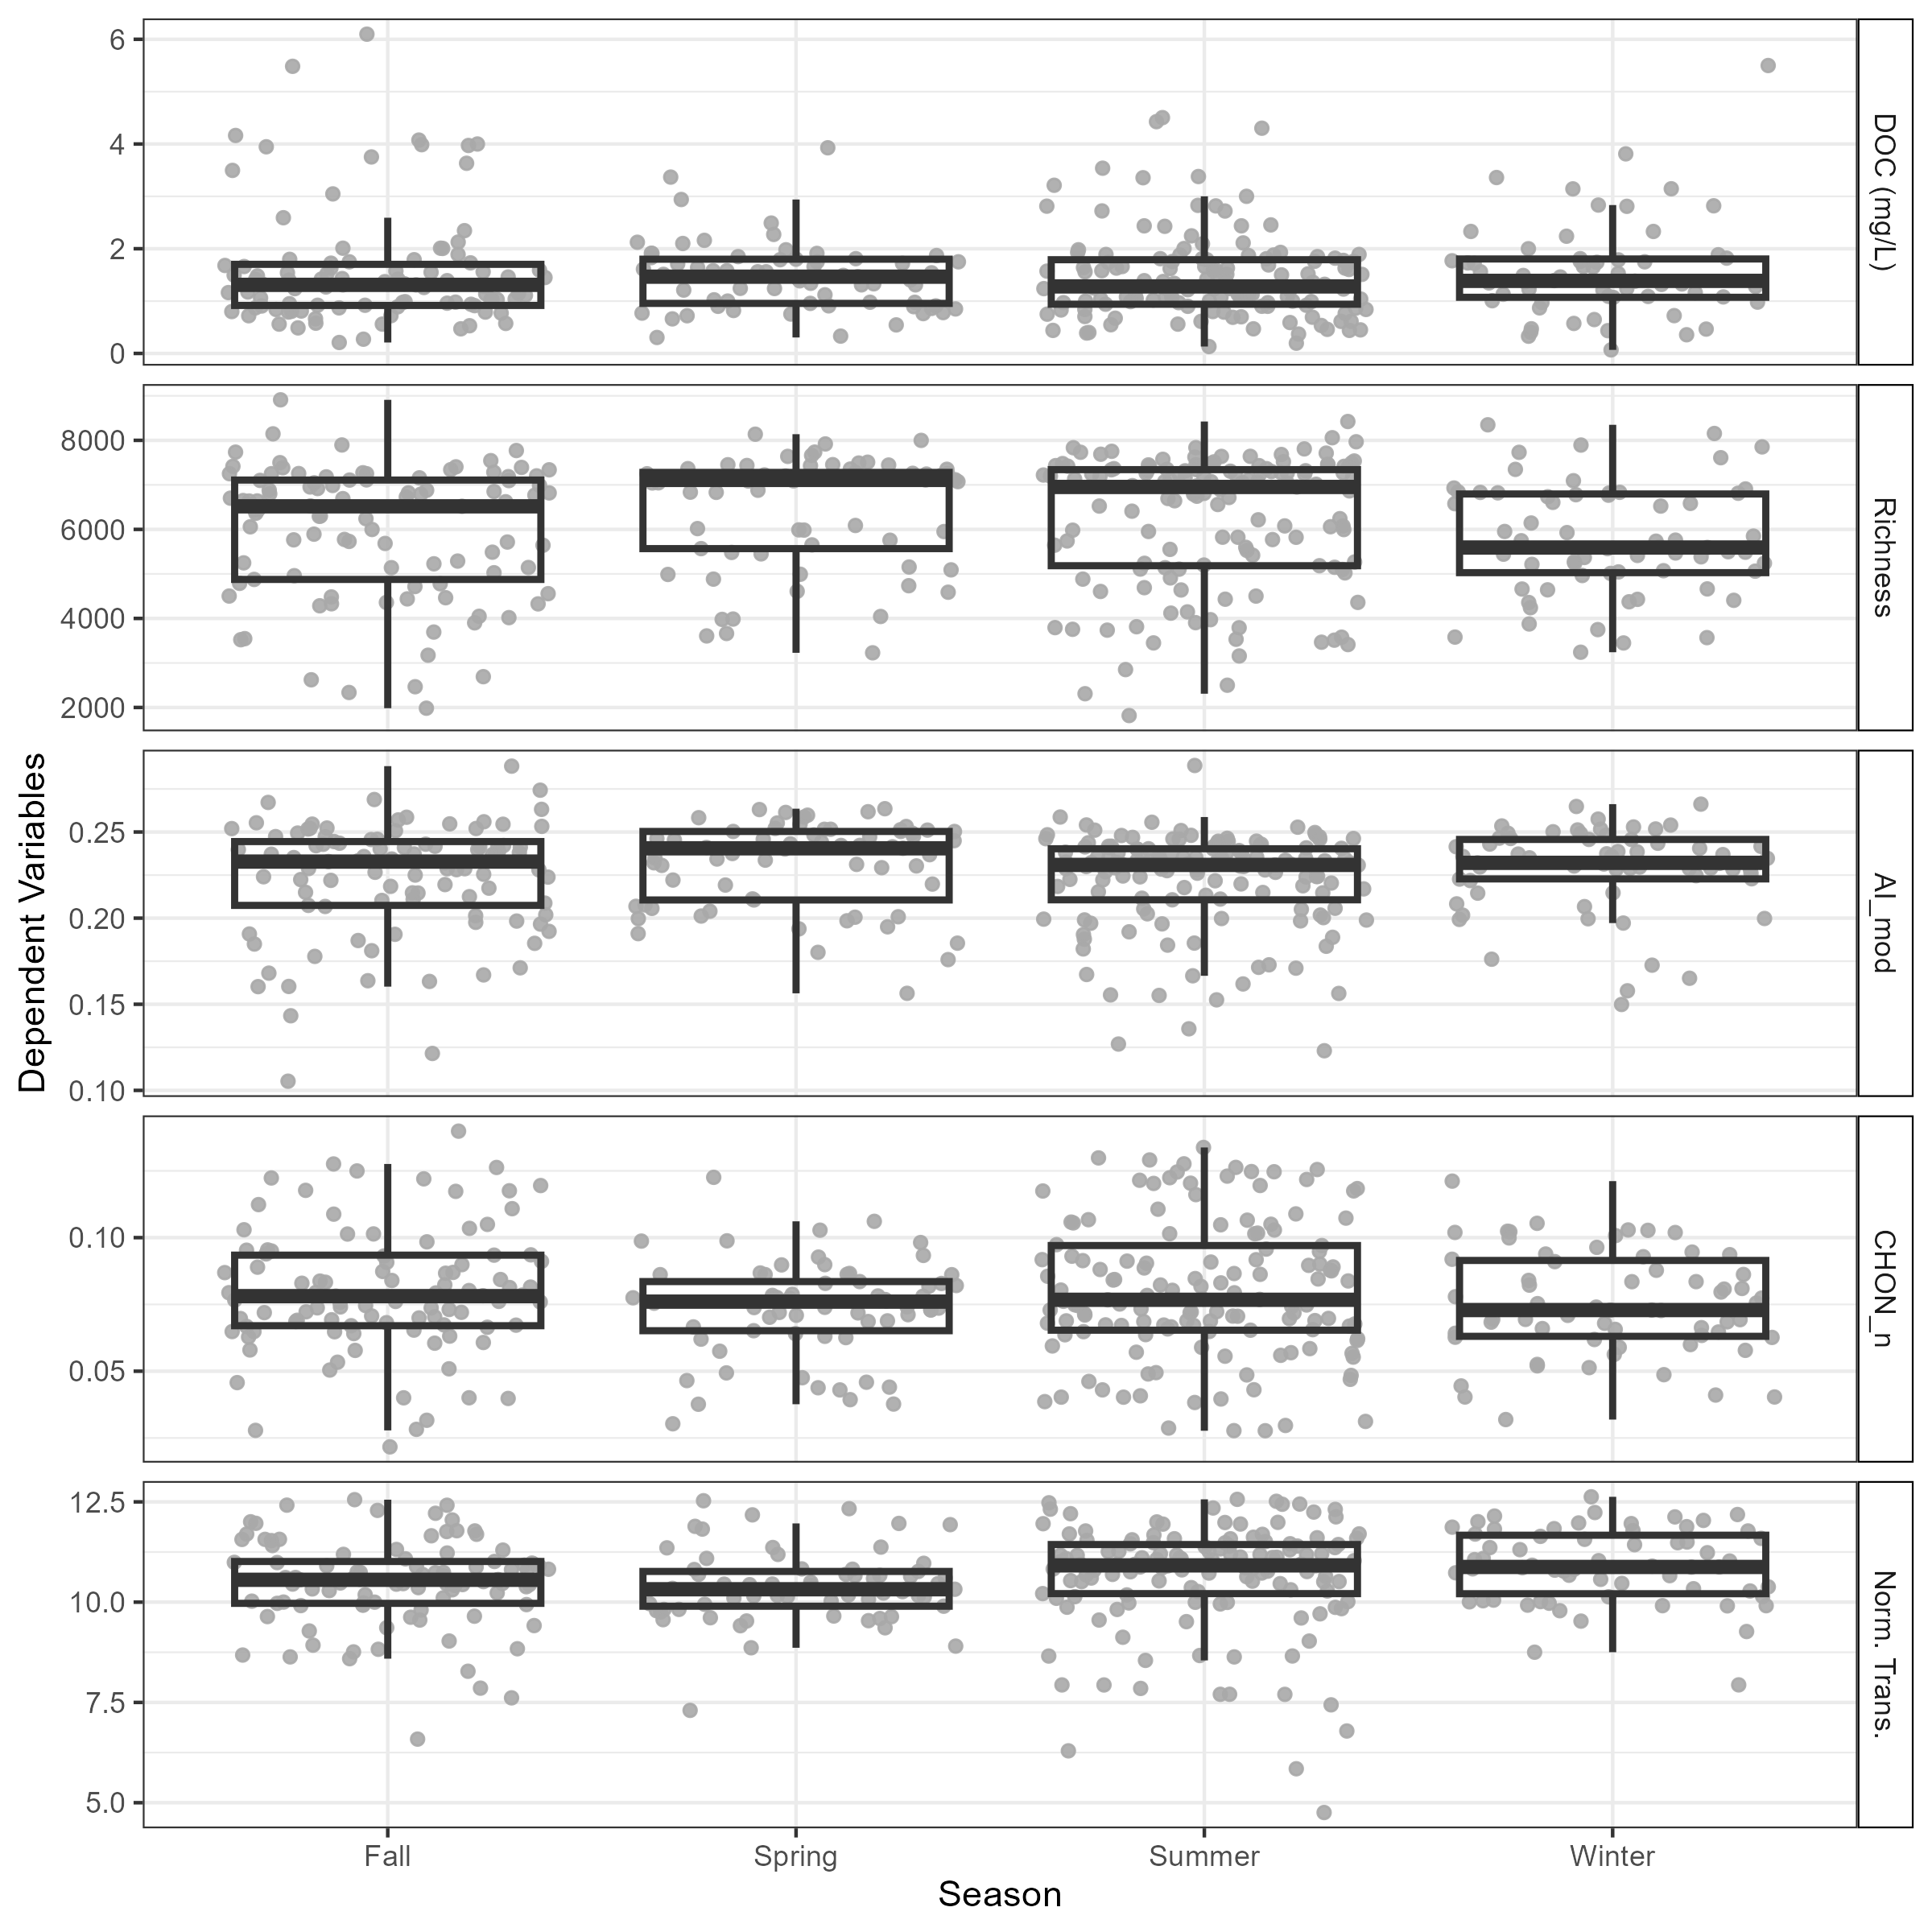 6
4
2
0
DOC (mg/L)
8000
6000
4000
2000
Richness
0.25
0.20
0.15
0.10
AI_mod
0.10
0.05
CHON_n
12.5
10.0
7.5
5.0
Norm. Trans.
Dependent Variables
Fall Spring Summer Winter
Season